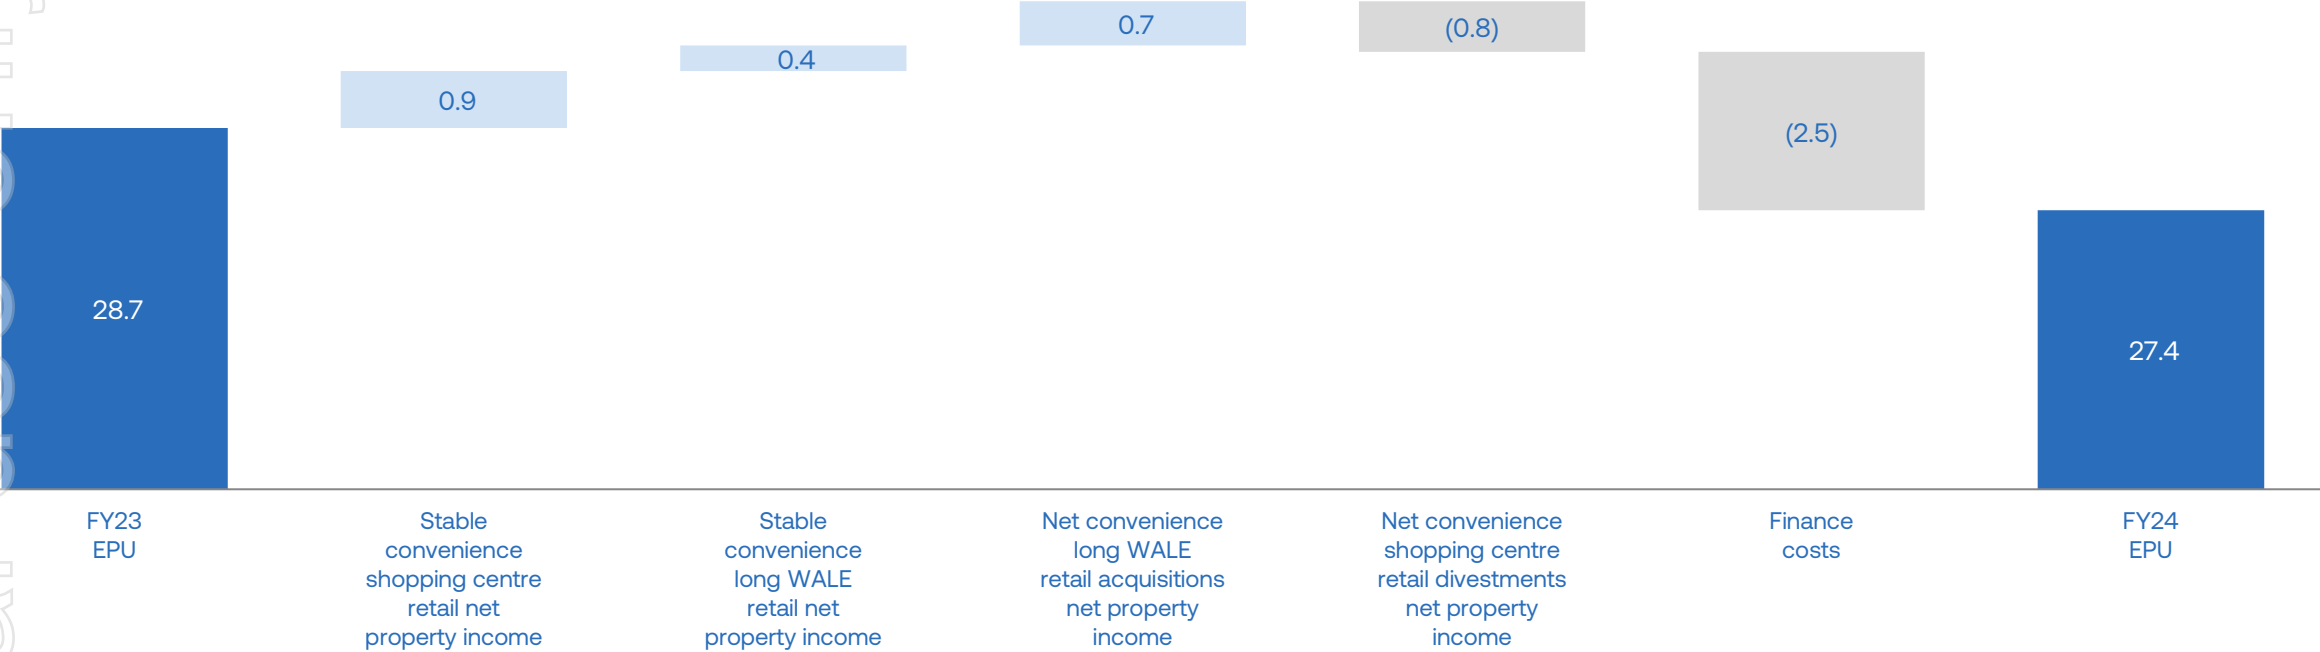 0.7
(0.8)
0.4
0.9
(2.5)
28.7
27.4
FY23
EPU
Stable
convenience
shopping centre
retail net
property income
Stable
convenience
long WALE
retail net
property income
Net convenience
long WALE
retail acquisitions
net property
income
Net convenience
shopping centre
retail divestments
net property
income
Finance
costs
FY24
EPU